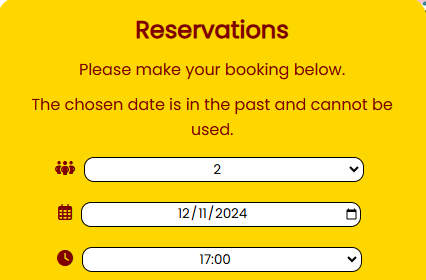 Reservations
Please make your booking below.
The chosen date is in the past and cannot be
used.
2
12/11/2024
17:00